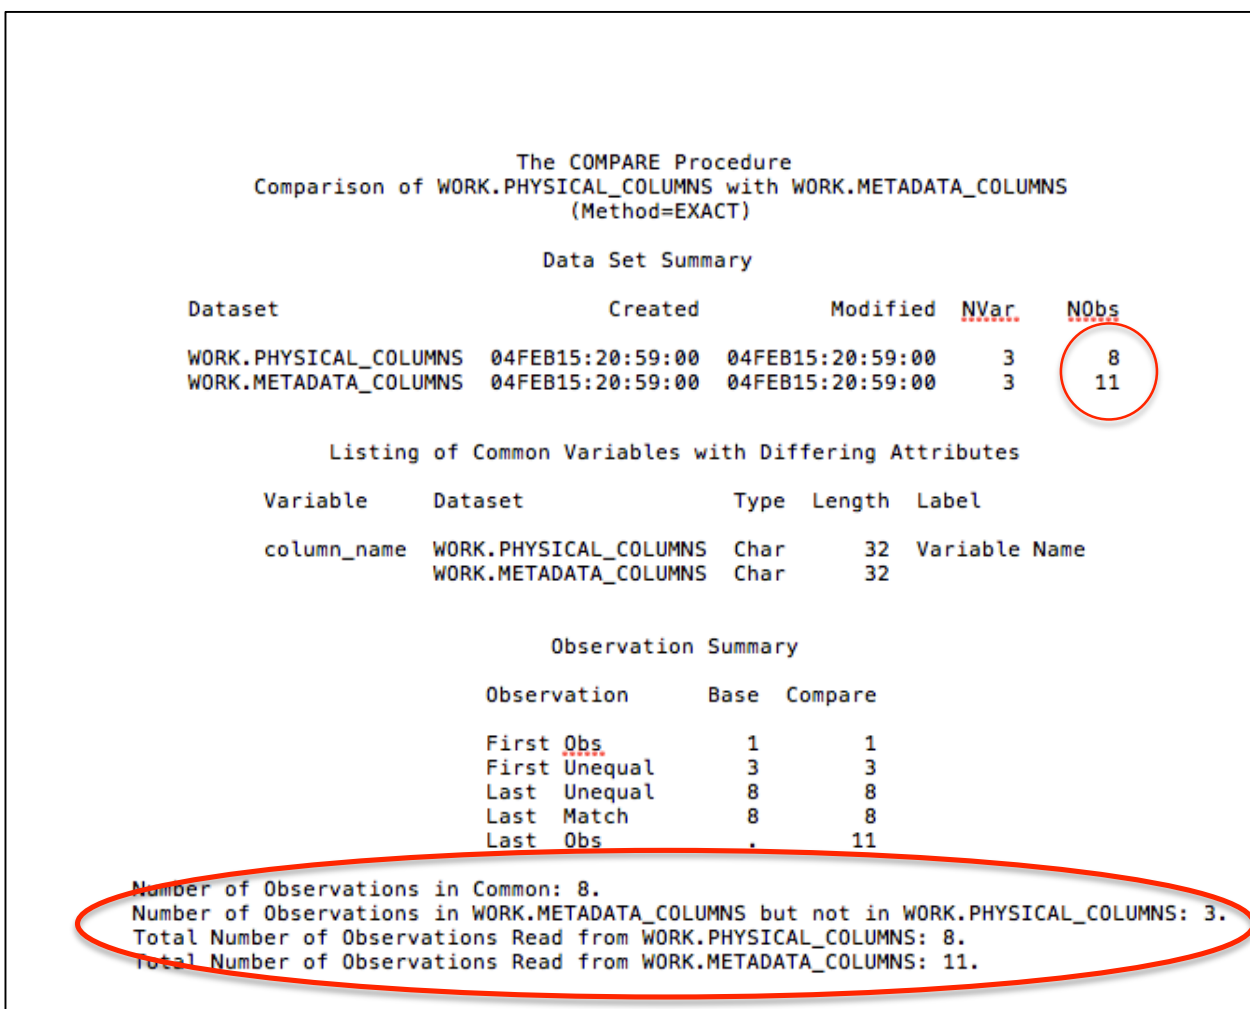 The COMPARE Procedure
Comparison of WORK.PHYSICAL_COLUMNS with WORK.METADATA_COLUMNS
(Method=EXACT)
Data Set Summary
Dataset Created Modified NVar NObs
WORK.PHYSICAL_COLUMNS 04FEB15:20:59:00 04FEB15:20:59:00 3 8
WORK.METADATA_COLUMNS 04FEB15:20:59:00 04FEB15:20:59:00 3 11
Listing of Common Variables with Differing Attributes
Variable Dataset Type Length Label
column_name WORK.PHYSICAL_COLUMNS Char 32 Variable Name
WORK.METADATA_COLUMNS Char 32
Observation Summary
Observation Base Compare
First Obs 1 1
First Unequal 3 3
Last Unequal 8 8
Last Match 8 8
Last Obs . 11
Number of Observations in Common: 8.
Number of Observations in WORK.METADATA_COLUMNS but not in WORK.PHYSICAL_COLUMNS: 3.
Total Number of Observations Read from WORK.PHYSICAL_COLUMNS: 8.
Total Number of Observations Read from WORK.METADATA_COLUMNS: 11.